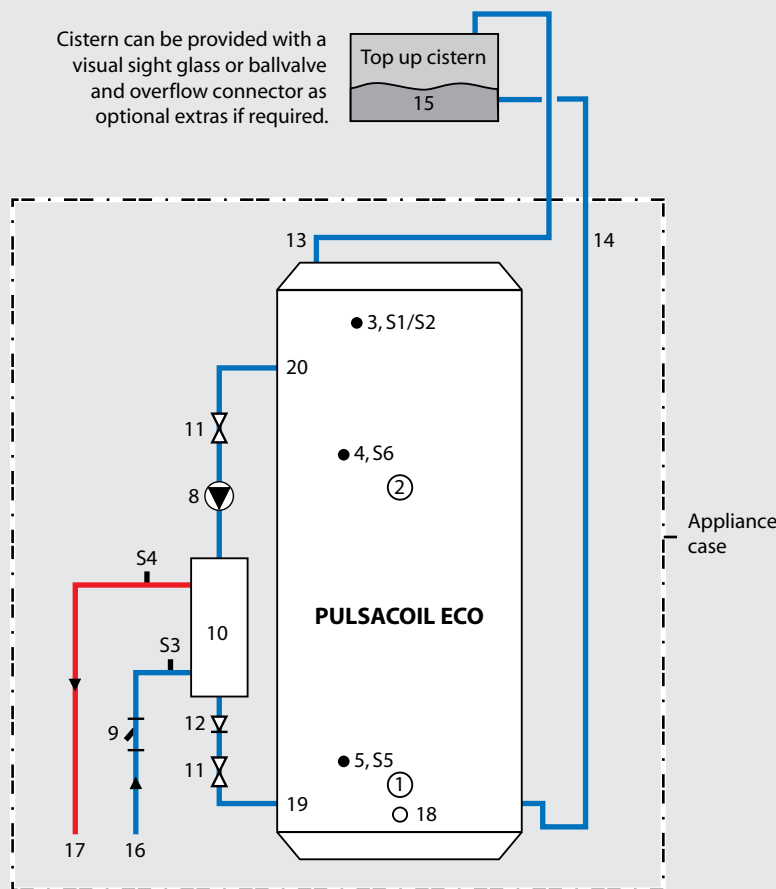 Cistern can be provided with a
visual sight glass or ballvalve
and overflow connector as
optional extras if required.
Top up cistern
15
13
14
3, S1/S2
20
11
4, S6
8
2
Appliance
case
S4
PULSACOIL ECO
10
S3
12
9
5, S5
11
1
19
18
17
16